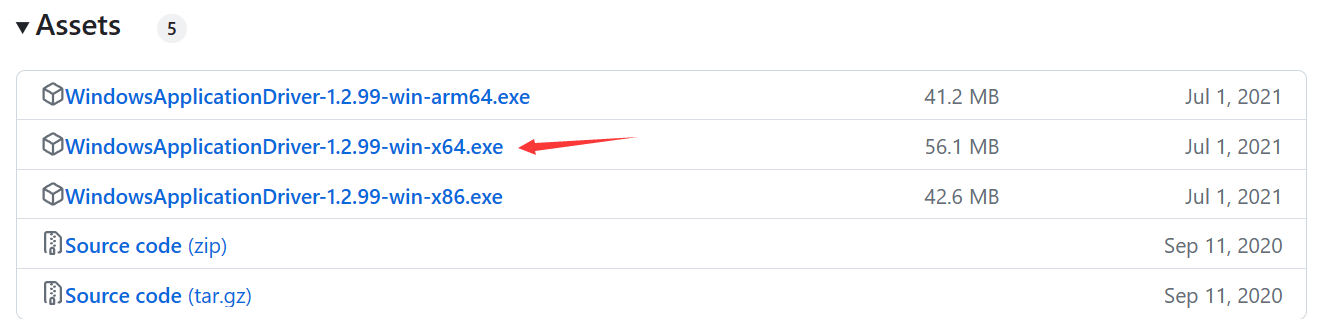 Assets 5
WindowsApplicationDriver-1.2.99-win-arm64.exe 41.2 MB Jul 1, 2021
WindowsApplicationDriver-1.2.99-win-x64.exe 56.1 MB Jul 1, 2021
WindowsApplicationDriver-1.2.99-win-x86.exe 42.6 MB Jul 1, 2021
Source code (zip) Sep 11, 2020
Source code (tar.gz) Sep 11, 2020